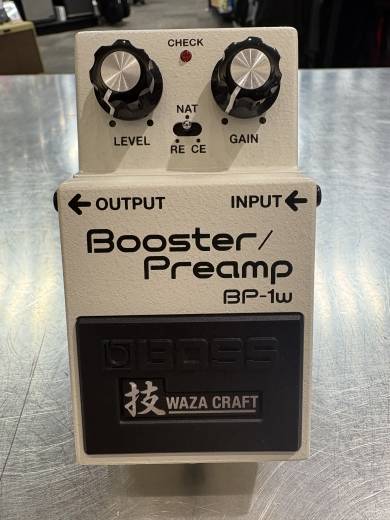 CHECK
NAT
LEVEL
GAIN
RE CE
OUTPUT
INPUT
Booster/
Preamp
BP-1w
BOSS
技 WAZA CRAFT